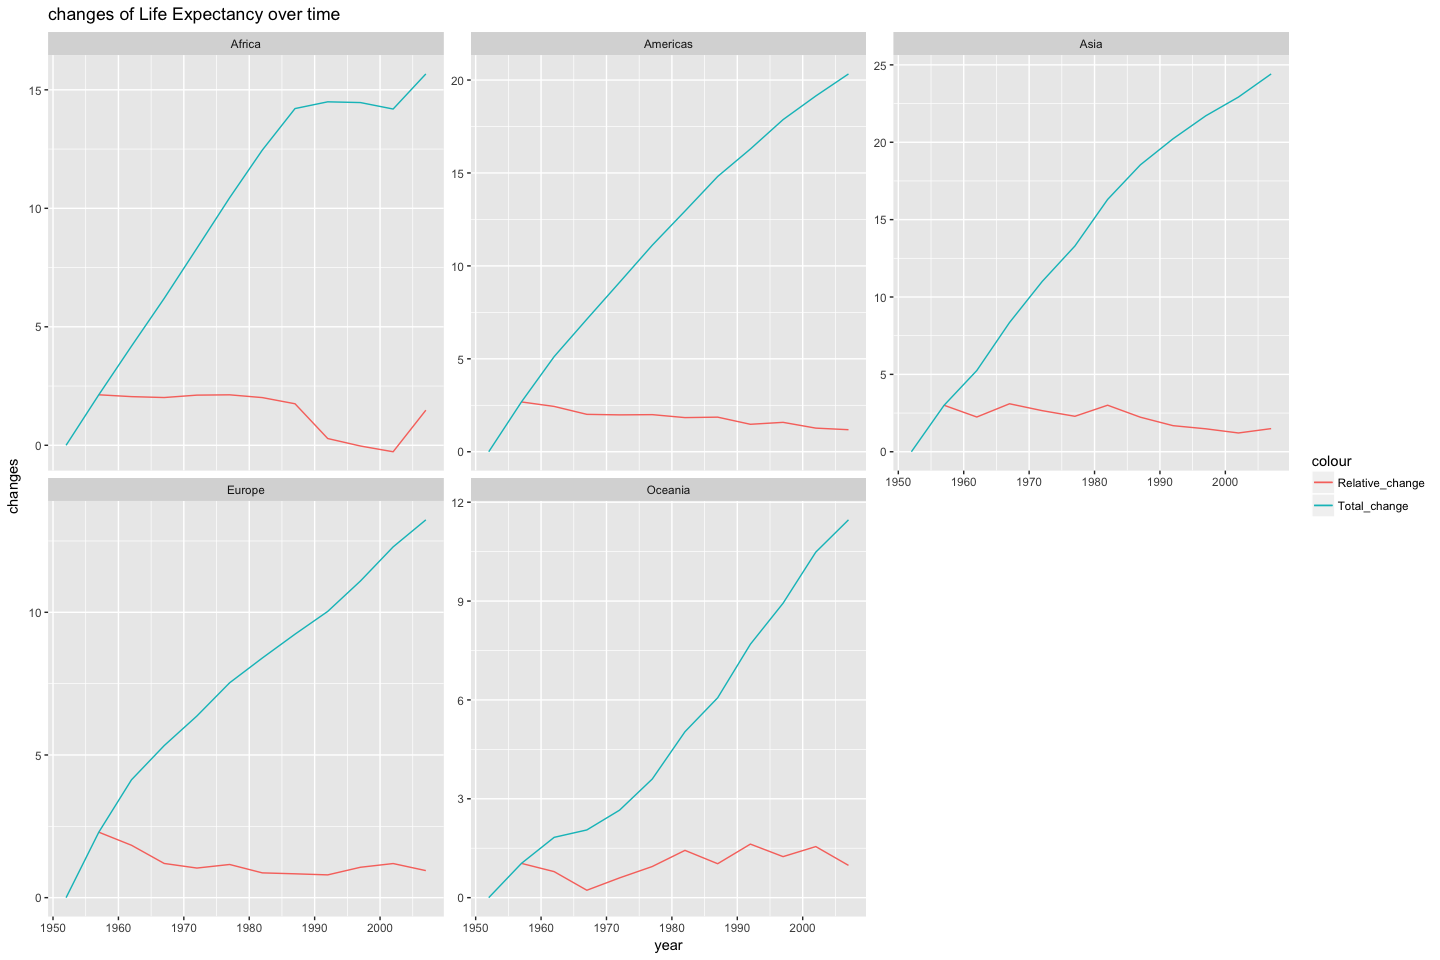 changes of Life Expectancy over time
Africa
Americas
Asia
15
10
5
0
20
15
10
5
0
25
20
15
10
5
0
1950 1960 1970 1980 1990 2000
changes
Europe
Oceania
10
5
0
12
9
6
3
0
1950 1960 1970 1980 1990 2000
1950 1960 1970 1980 1990 2000
year
colour
Relative_change
Total_change